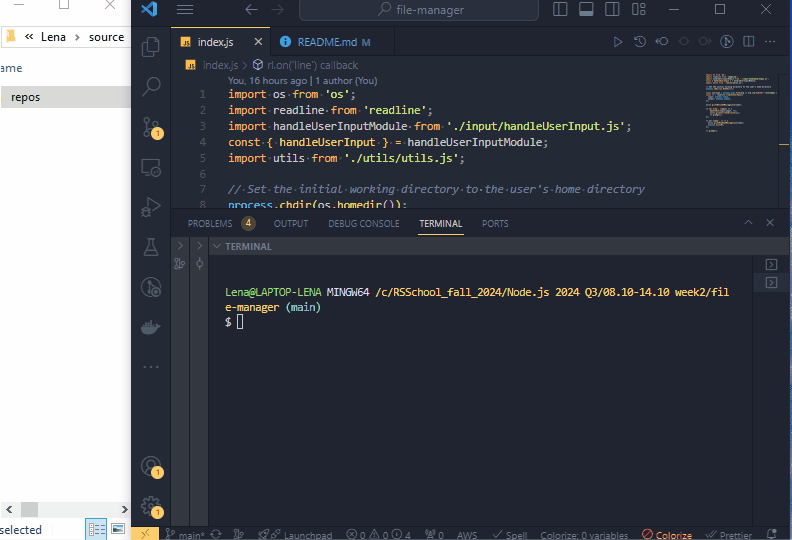 file-manager
« Lena > source
ame
repos
selected
index.js
README.md M
index.js > rl.on('line') callback
You, 16 hours ago | 1 author (You)
1 import os from 'os';
2 import readline from 'readline';
3 import handleUserInputModule from './input/handleUserInput.js';
4 const { handleUserInput } = handleUserInputModule;
5 import utils from './utils/utils.js';
6
7 // Set the initial working directory to the user's home directory
8 process.chdir(os.homedir());
PROBLEMS 4 OUTPUT DEBUG CONSOLE TERMINAL PORTS
TERMINAL
Lena@LAPTOP-LENA MINGW64 /c/RSSchool_fall_2024/Node.js 2024 Q3/08.10-14.10 week2/fil
e-manager (main)
$
1
1
1
main* Launchpad 0 0 4 0 AWS Spell Colorize: 0 variables Colorize Prettier